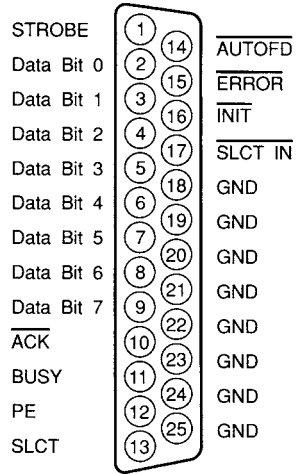 STROBE 1
Data Bit 0 2
Data Bit 1 3
Data Bit 2 4
Data Bit 3 5
Data Bit 4 6
Data Bit 5 7
Data Bit 6 8
Data Bit 7 9
ACK 10
BUSY 11
PE 12
SLCT 13
14 AUTOFD
15 ERROR
16 INIT
17 SLCT IN
18 GND
19 GND
20 GND
21 GND
22 GND
23 GND
24 GND
25 GND